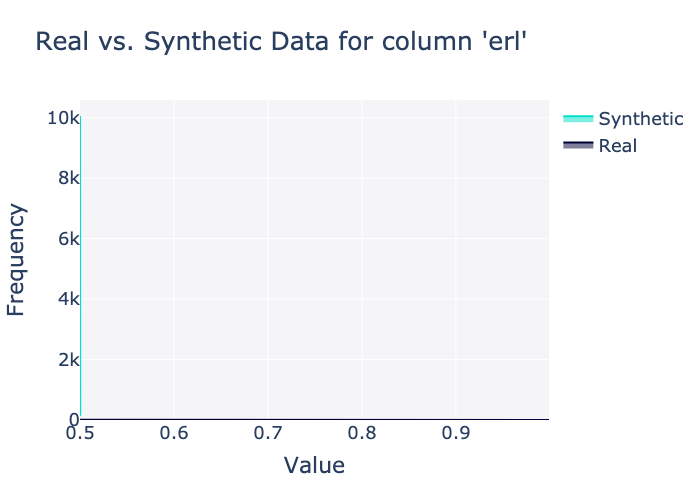 Real vs. Synthetic Data for column 'erl'
Synthetic
Real
10k
8k
6k
4k
2k
0
Frequency
0.5 0.6 0.7 0.8 0.9
Value